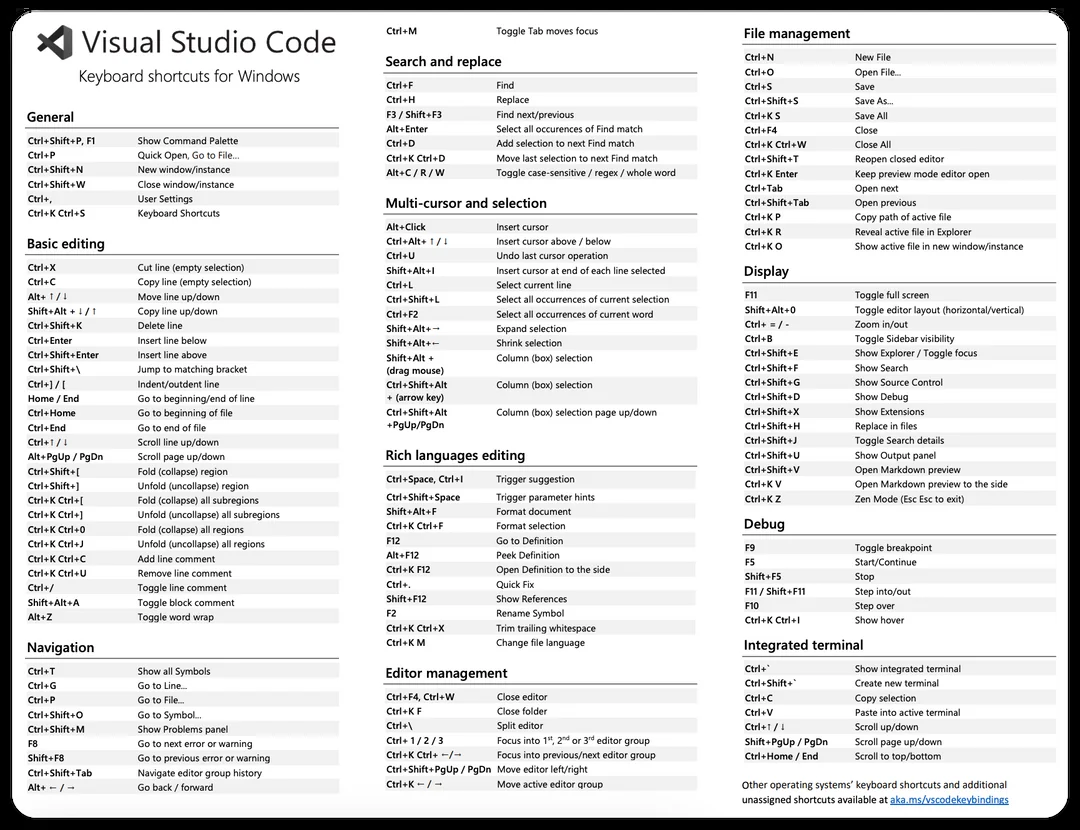 Visual Studio Code
Keyboard shortcuts for Windows
General
Ctrl+Shift+P, F1 Show Command Palette
Ctrl+P Quick Open, Go to File...
Ctrl+Shift+N New window/instance
Ctrl+Shift+W Close window/instance
Ctrl+, User Settings
Ctrl+K Ctrl+S Keyboard Shortcuts
Basic editing
Ctrl+X Cut line (empty selection)
Ctrl+C Copy line (empty selection)
Alt+ ↑ / ↓ Move line up/down
Shift+Alt + ↓ / ↑ Copy line up/down
Ctrl+Shift+K Delete line
Ctrl+Enter Insert line below
Ctrl+Shift+Enter Insert line above
Ctrl+Shift+\ Jump to matching bracket
Ctrl+] / [ Indent/outdent line
Home / End Go to beginning/end of line
Ctrl+Home Go to beginning of file
Ctrl+End Go to end of file
Ctrl+↑ / ↓ Scroll line up/down
Alt+PgUp / PgDn Scroll page up/down
Ctrl+Shift+[ Fold (collapse) region
Ctrl+Shift+] Unfold (uncollapse) region
Ctrl+K Ctrl+[ Fold (collapse) all subregions
Ctrl+K Ctrl+] Unfold (uncollapse) all subregions
Ctrl+K Ctrl+0 Fold (collapse) all regions
Ctrl+K Ctrl+J Unfold (uncollapse) all regions
Ctrl+K Ctrl+C Add line comment
Ctrl+K Ctrl+U Remove line comment
Ctrl+/ Toggle line comment
Shift+Alt+A Toggle block comment
Alt+Z Toggle word wrap
Navigation
Ctrl+T Show all Symbols
Ctrl+G Go to Line...
Ctrl+P Go to File...
Ctrl+Shift+O Go to Symbol...
Ctrl+Shift+M Show Problems panel
F8 Go to next error or warning
Shift+F8 Go to previous error or warning
Ctrl+Shift+Tab Navigate editor group history
Alt+ ← / → Go back / forward
Ctrl+M Toggle Tab moves focus
Search and replace
Ctrl+F Find
Ctrl+H Replace
F3 / Shift+F3 Find next/previous
Alt+Enter Select all occurences of Find match
Ctrl+D Add selection to next Find match
Ctrl+K Ctrl+D Move last selection to next Find match
Alt+C / R / W Toggle case-sensitive / regex / whole word
Multi-cursor and selection
Alt+Click Insert cursor
Ctrl+Alt+ ↑ / ↓ Insert cursor above / below
Ctrl+U Undo last cursor operation
Shift+Alt+I Insert cursor at end of each line selected
Ctrl+L Select current line
Ctrl+Shift+L Select all occurrences of current selection
Ctrl+F2 Select all occurrences of current word
Shift+Alt+→ Expand selection
Shift+Alt+← Shrink selection
Shift+Alt + Column (box) selection
(drag mouse)
Ctrl+Shift+Alt Column (box) selection
+ (arrow key)
Ctrl+Shift+Alt Column (box) selection page up/down
+PgUp/PgDn
Rich languages editing
Ctrl+Space, Ctrl+I Trigger suggestion
Ctrl+Shift+Space Trigger parameter hints
Shift+Alt+F Format document
Ctrl+K Ctrl+F Format selection
F12 Go to Definition
Alt+F12 Peek Definition
Ctrl+K F12 Open Definition to the side
Ctrl+. Quick Fix
Shift+F12 Show References
F2 Rename Symbol
Ctrl+K Ctrl+X Trim trailing whitespace
Ctrl+K M Change file language
Editor management
Ctrl+F4, Ctrl+W Close editor
Ctrl+K F Close folder
Ctrl+\ Split editor
Ctrl+ 1 / 2 / 3 Focus into 1st, 2nd or 3rd editor group
Ctrl+K Ctrl+ ←/→ Focus into previous/next editor group
Ctrl+Shift+PgUp / PgDn Move editor left/right
Ctrl+K ← / → Move active editor group
File management
Ctrl+N New File
Ctrl+O Open File...
Ctrl+S Save
Ctrl+Shift+S Save As...
Ctrl+K S Save All
Ctrl+F4 Close
Ctrl+K Ctrl+W Close All
Ctrl+Shift+T Reopen closed editor
Ctrl+K Enter Keep preview mode editor open
Ctrl+Tab Open next
Ctrl+Shift+Tab Open previous
Ctrl+K P Copy path of active file
Ctrl+K R Reveal active file in Explorer
Ctrl+K O Show active file in new window/instance
Display
F11 Toggle full screen
Shift+Alt+0 Toggle editor layout (horizontal/vertical)
Ctrl+ = / - Zoom in/out
Ctrl+B Toggle Sidebar visibility
Ctrl+Shift+E Show Explorer / Toggle focus
Ctrl+Shift+F Show Search
Ctrl+Shift+G Show Source Control
Ctrl+Shift+D Show Debug
Ctrl+Shift+X Show Extensions
Ctrl+Shift+H Replace in files
Ctrl+Shift+J Toggle Search details
Ctrl+Shift+U Show Output panel
Ctrl+Shift+V Open Markdown preview
Ctrl+K V Open Markdown preview to the side
Ctrl+K Z Zen Mode (Esc Esc to exit)
Debug
F9 Toggle breakpoint
F5 Start/Continue
Shift+F5 Stop
F11 / Shift+F11 Step into/out
F10 Step over
Ctrl+K Ctrl+I Show hover
Integrated terminal
Ctrl+` Show integrated terminal
Ctrl+Shift+` Create new terminal
Ctrl+C Copy selection
Ctrl+V Paste into active terminal
Ctrl+↑ / ↓ Scroll up/down
Shift+PgUp / PgDn Scroll page up/down
Ctrl+Home / End Scroll to top/bottom
Other operating systems' keyboard shortcuts and additional
unassigned shortcuts available at aka.ms/vscodekeybindings